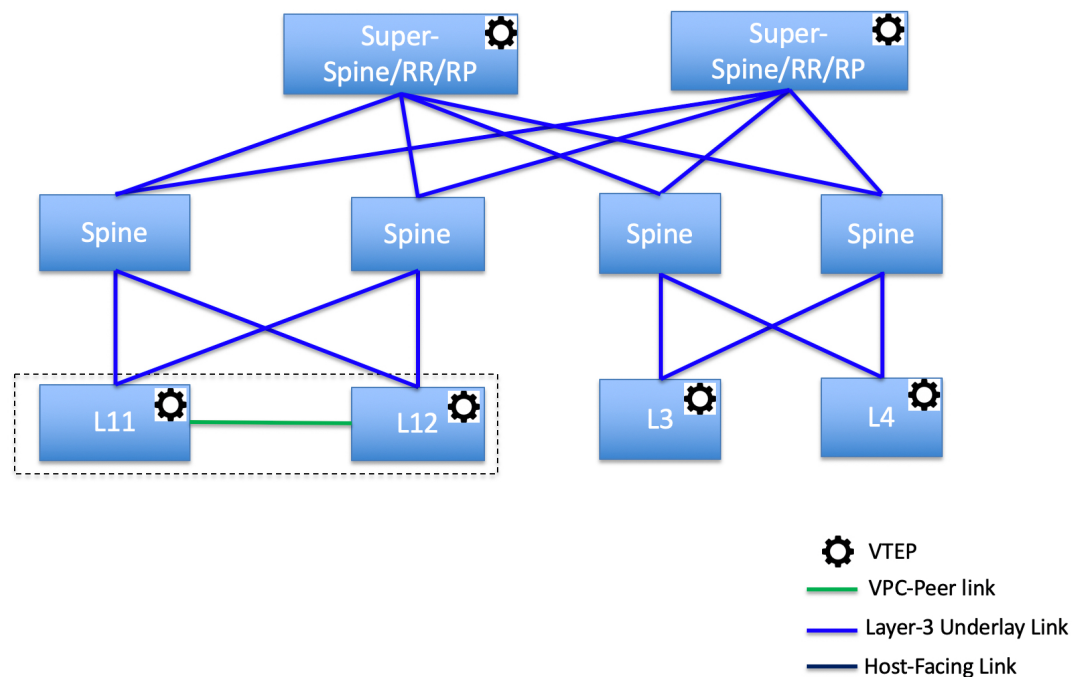 Super-
Spine/RR/RP
Super-
Spine/RR/RP
Spine
Spine
Spine
Spine
L11
L12
L3
L4
VTEP
VPC-Peer link
Layer-3 Underlay Link
Host-Facing Link